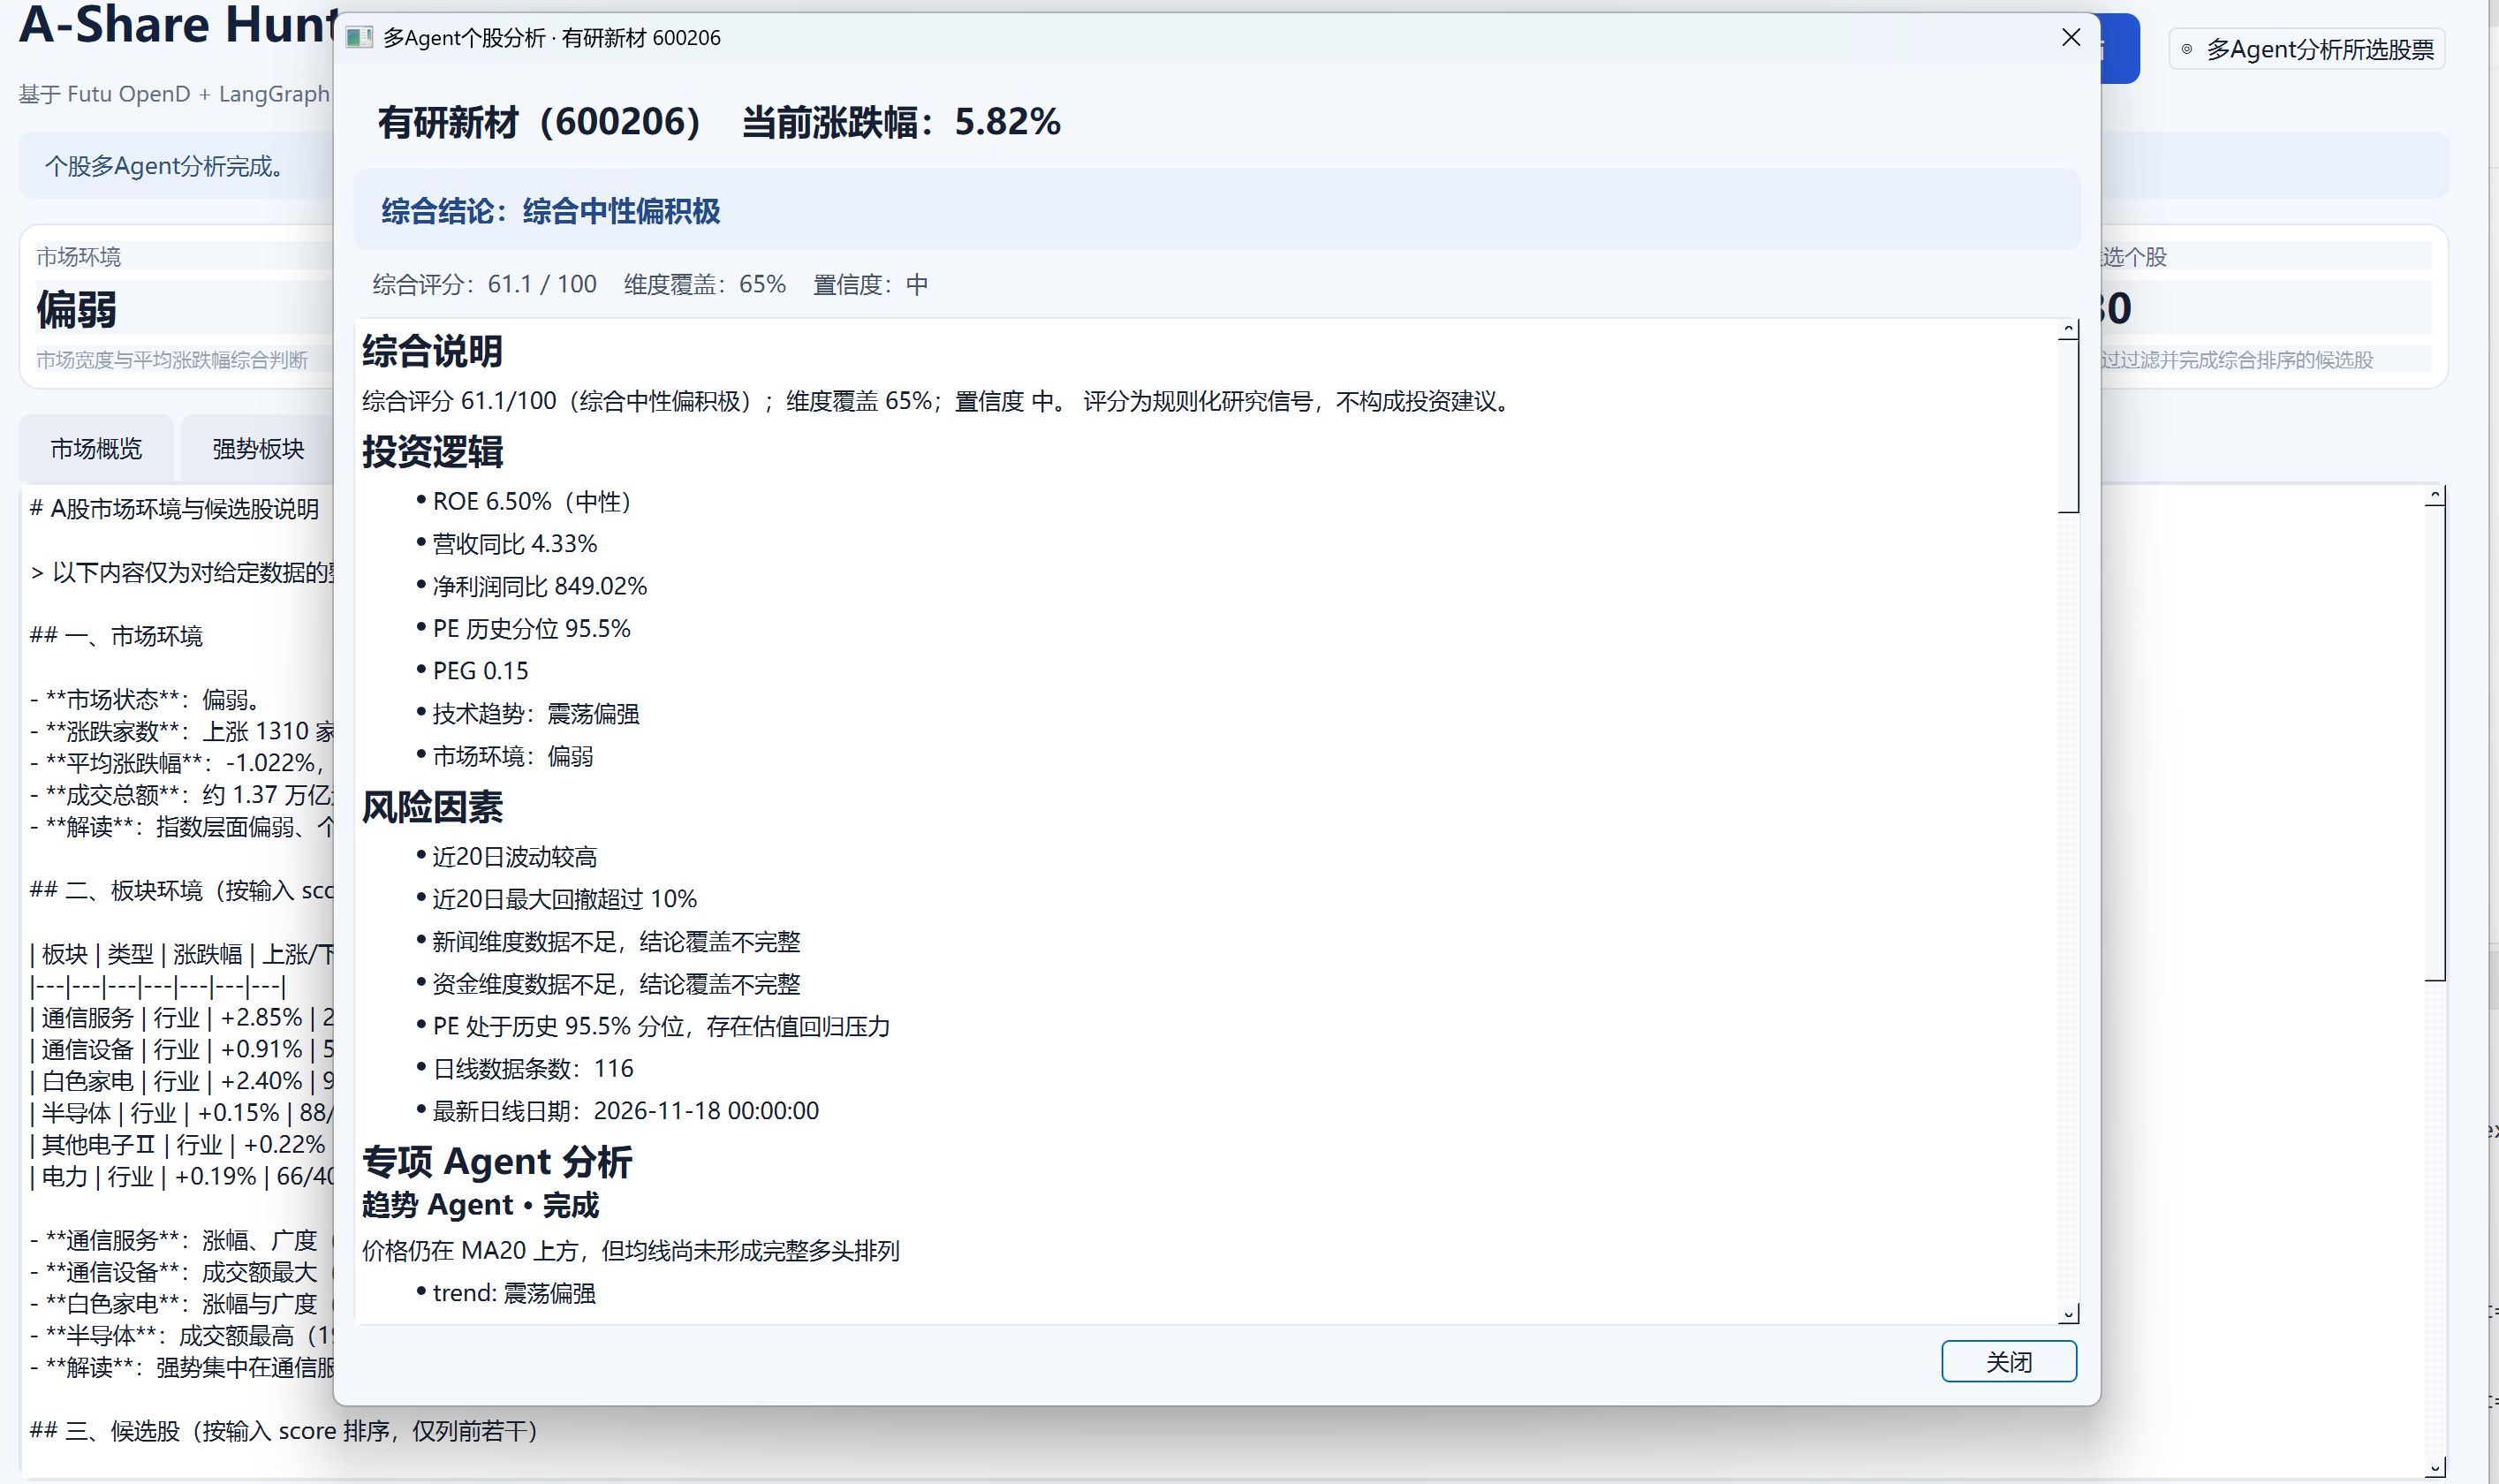 A-Share Hunt
基于 Futu OpenD + LangGraph
个股多Agent分析完成。
市场环境
偏弱
市场宽度与平均涨跌幅综合判断
市场概览
强势板块
# A股市场环境与候选股说明
> 以下内容仅为对给定数据的
## 一、市场环境
- **市场状态**：偏弱。
- **涨跌家数**：上涨 1310 家
- **平均涨跌幅**：-1.022%，
- **成交总额**：约 1.37 万亿
- **解读**：指数层面偏弱、个
## 二、板块环境（按输入 sco
| 板块 | 类型 | 涨跌幅 | 上涨/下
|---|---|---|---|---|---|---|
| 通信服务 | 行业 | +2.85% | 2
| 通信设备 | 行业 | +0.91% | 5
| 白色家电 | 行业 | +2.40% | 9
| 半导体 | 行业 | +0.15% | 88/
| 其他电子Ⅱ | 行业 | +0.22%
| 电力 | 行业 | +0.19% | 66/40
- **通信服务**：涨幅、广度
- **通信设备**：成交额最大
- **白色家电**：涨幅与广度
- **半导体**：成交额最高（19
- **解读**：强势集中在通信服
## 三、候选股（按输入 score 排序，仅列前若干）
多Agent个股分析 · 有研新材 600206
有研新材（600206） 当前涨跌幅：5.82%
综合结论：综合中性偏积极
综合评分：61.1 / 100 维度覆盖：65% 置信度：中
综合说明
综合评分 61.1/100（综合中性偏积极）；维度覆盖 65%；置信度 中。 评分为规则化研究信号，不构成投资建议。
投资逻辑
• ROE 6.50%（中性）
• 营收同比 4.33%
• 净利润同比 849.02%
• PE 历史分位 95.5%
• PEG 0.15
• 技术趋势：震荡偏强
• 市场环境：偏弱
风险因素
• 近20日波动较高
• 近20日最大回撤超过 10%
• 新闻维度数据不足，结论覆盖不完整
• 资金维度数据不足，结论覆盖不完整
• PE 处于历史 95.5% 分位，存在估值回归压力
• 日线数据条数：116
• 最新日线日期：2026-11-18 00:00:00
专项 Agent 分析
趋势 Agent • 完成
价格仍在 MA20 上方，但均线尚未形成完整多头排列
• trend: 震荡偏强
关闭
◎ 多Agent分析所选股票
选个股
0
过过滤并完成综合排序的候选股